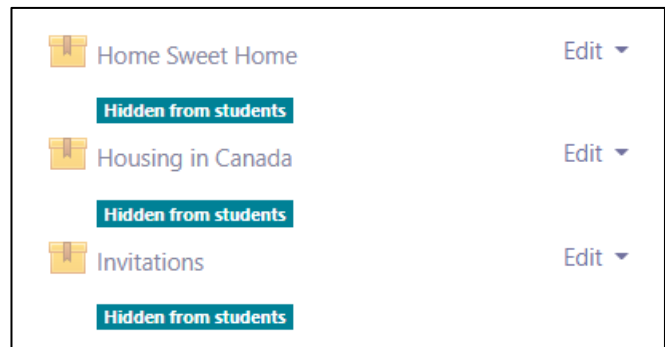 Home Sweet Home Edit
Hidden from students
Housing in Canada Edit
Hidden from students
Invitations Edit
Hidden from students